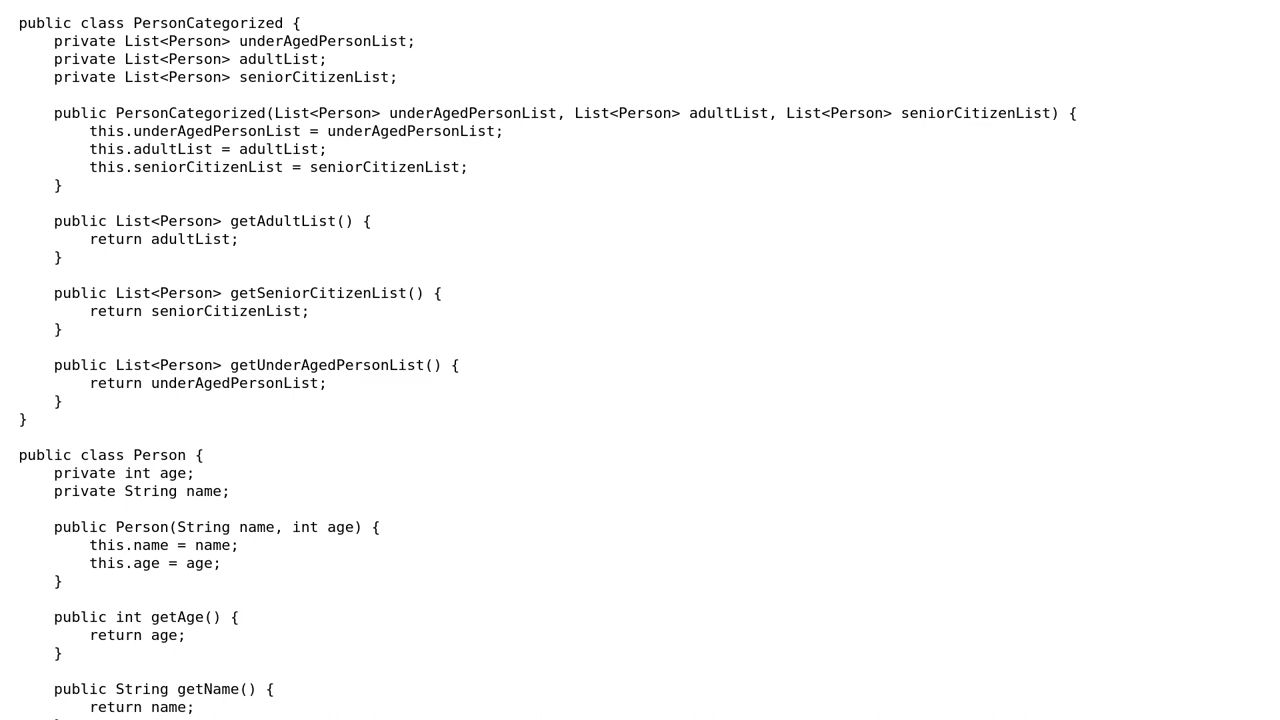 public class PersonCategorized {
    private List<Person> underAgedPersonList;
    private List<Person> adultList;
    private List<Person> seniorCitizenList;

    public PersonCategorized(List<Person> underAgedPersonList, List<Person> adultList, List<Person> seniorCitizenList) {
        this.underAgedPersonList = underAgedPersonList;
        this.adultList = adultList;
        this.seniorCitizenList = seniorCitizenList;
    }

    public List<Person> getAdultList() {
        return adultList;
    }

    public List<Person> getSeniorCitizenList() {
        return seniorCitizenList;
    }

    public List<Person> getUnderAgedPersonList() {
        return underAgedPersonList;
    }
}

public class Person {
    private int age;
    private String name;

    public Person(String name, int age) {
        this.name = name;
        this.age = age;
    }

    public int getAge() {
        return age;
    }

    public String getName() {
        return name;